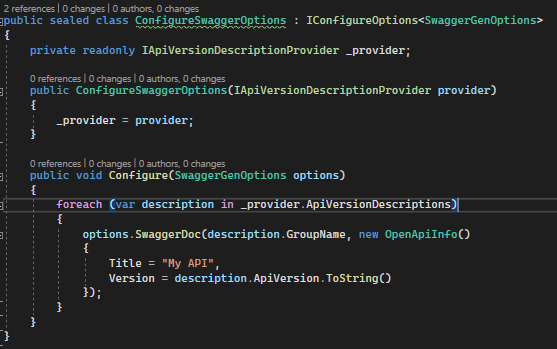 2 references | 0 changes | 0 authors, 0 changes
public sealed class ConfigureSwaggerOptions : IConfigureOptions<SwaggerGenOptions>
{
private readonly IApiVersionDescriptionProvider _provider;
0 references | 0 changes | 0 authors, 0 changes
public ConfigureSwaggerOptions(IApiVersionDescriptionProvider provider)
{
_provider = provider;
}
0 references | 0 changes | 0 authors, 0 changes
public void Configure(SwaggerGenOptions options)
{
foreach (var description in _provider.ApiVersionDescriptions)
{
options.SwaggerDoc(description.GroupName, new OpenApiInfo()
{
Title = "My API",
Version = description.ApiVersion.ToString()
});
}
}
}